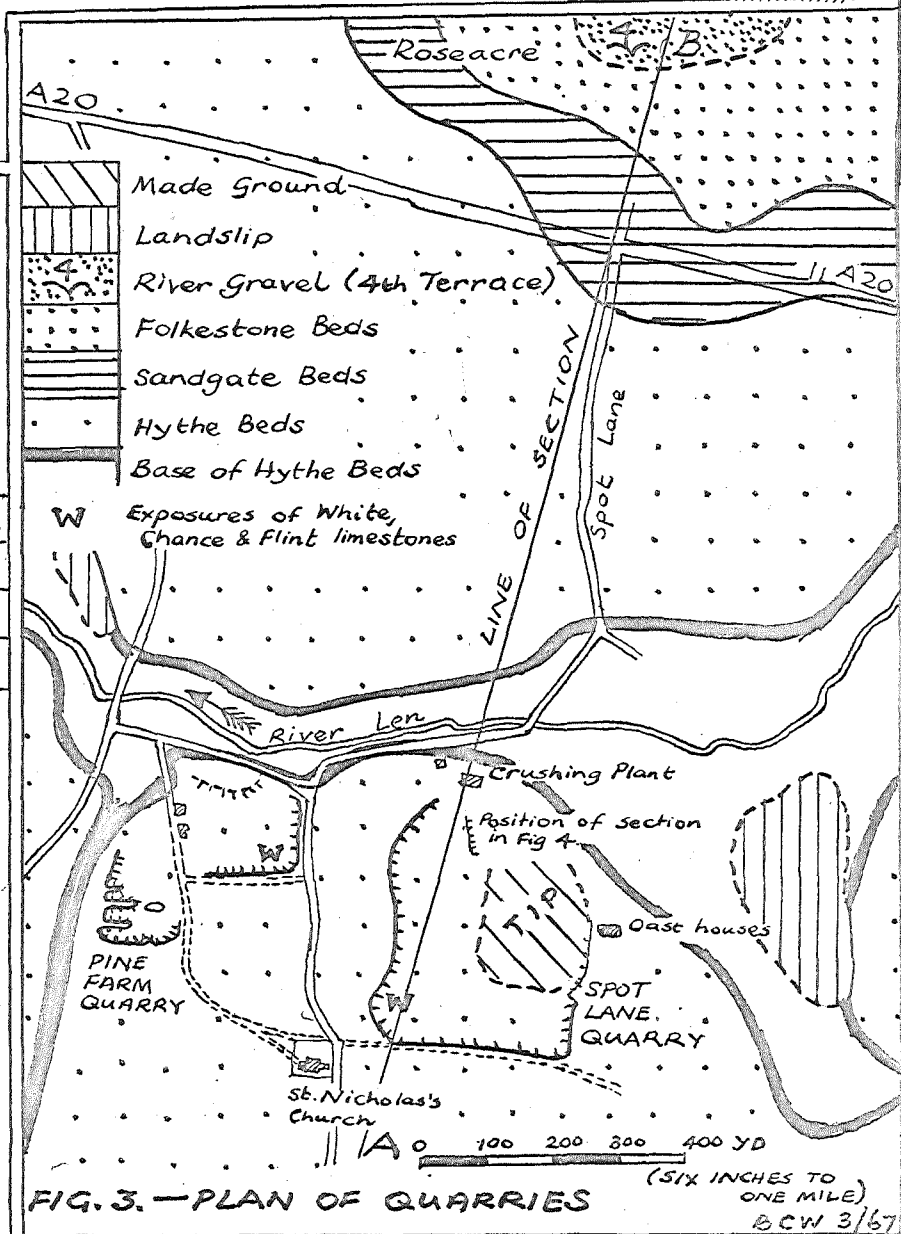 Roseacre
4 B
A20
Made Ground
Landslip
4
River Gravel (4th Terrace)
Folkestone Beds
Sandgate Beds
Hythe Beds
Base of Hythe Beds
W Exposures of White,
Chance & Flint limestones
A20
LINE OF SECTION
Spot Lane
River Len
Crushing Plant
Position of section
in Fig 4.
W
TIP
Oast houses
PINE
FARM
QUARRY
W
SPOT
LANE.
QUARRY
St. Nicholas's
Church
A
0 100 200 300 400 YD
(SIX INCHES TO
ONE MILE)
FIG. 3. — PLAN OF QUARRIES
BCW 3/67